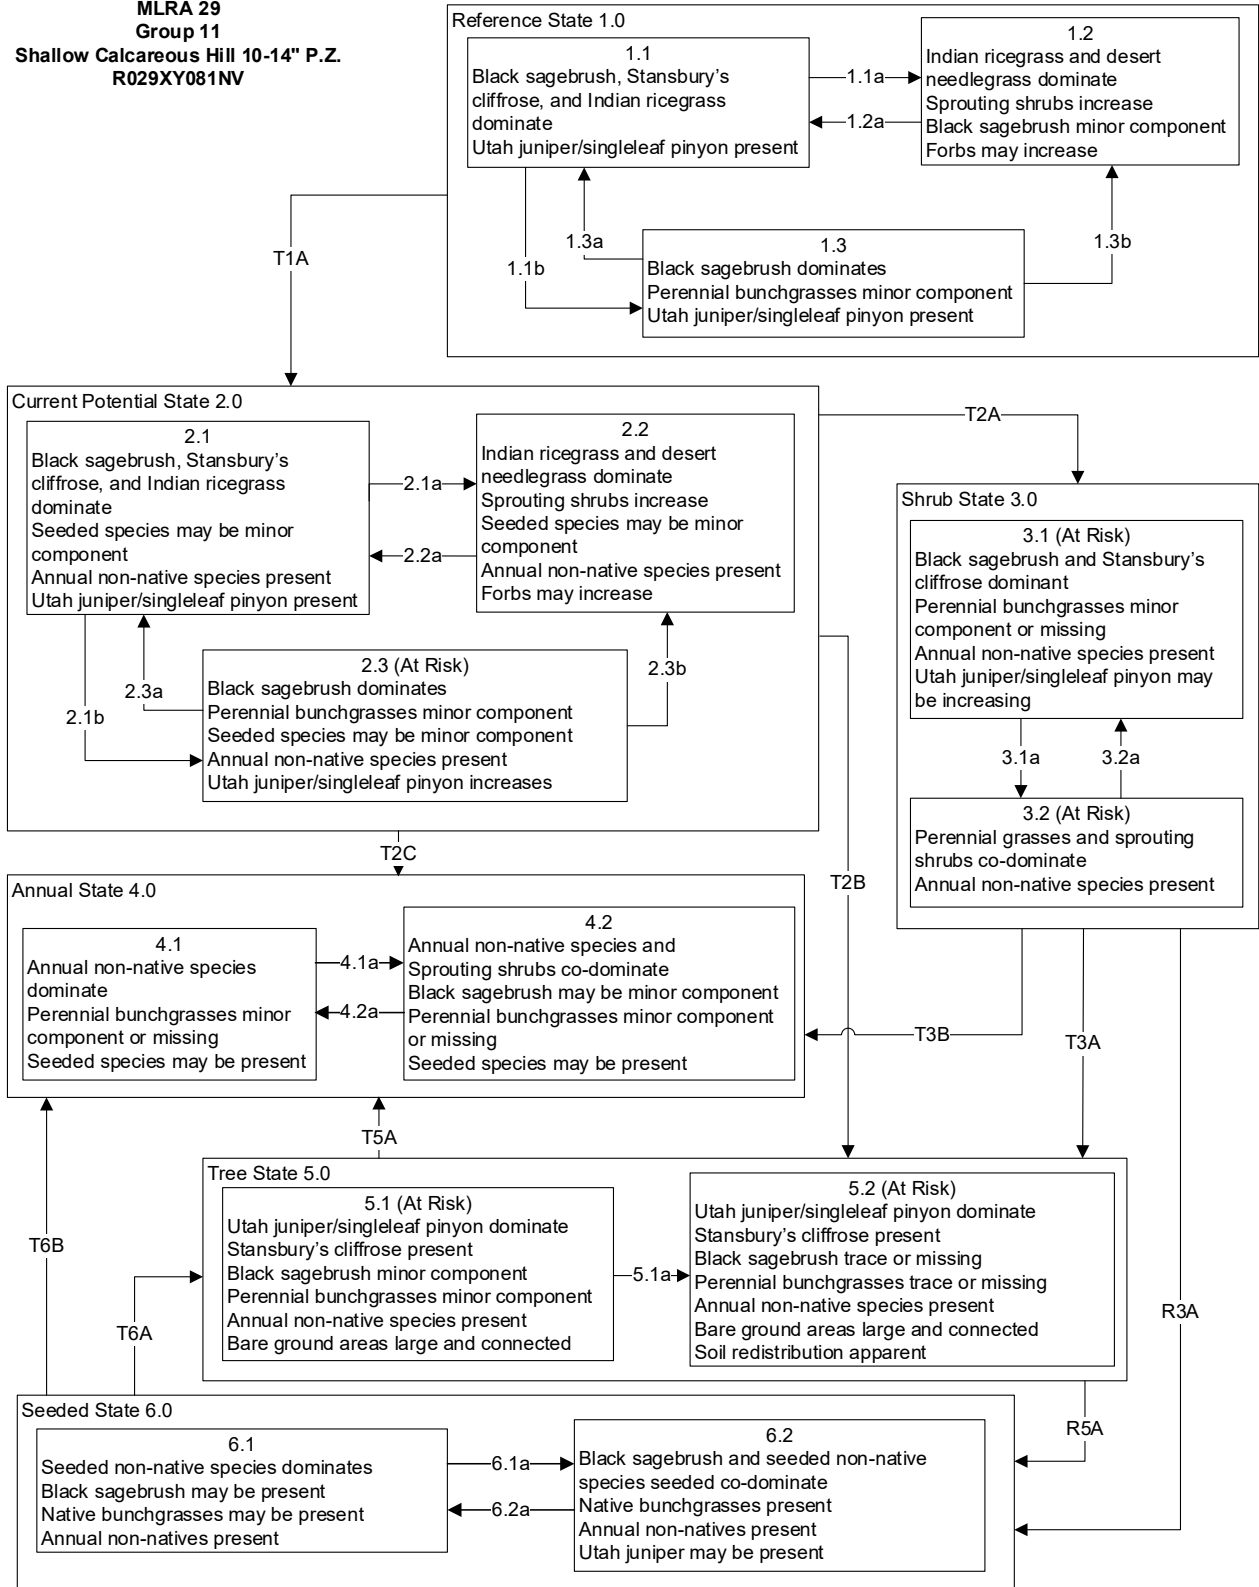 MLRA 29
Group 11
Shallow Calcareous Hill 10-14" P.Z.
R029XY081NV
Reference State 1.0
1.1
Black sagebrush, Stansbury's
cliffrose, and Indian ricegrass
dominate
Utah juniper/singleleaf pinyon present
1.1a
1.2a
1.2
Indian ricegrass and desert
needlegrass dominate
Sprouting shrubs increase
Black sagebrush minor component
Forbs may increase
1.1b
1.3a
1.3b
1.3
Black sagebrush dominates
Perennial bunchgrasses minor component
Utah juniper/singleleaf pinyon present
T1A
Current Potential State 2.0
2.1
Black sagebrush, Stansbury's
cliffrose, and Indian ricegrass
dominate
Seeded species may be minor
component
Annual non-native species present
Utah juniper/singleleaf pinyon present
2.1a
2.2a
2.2
Indian ricegrass and desert
needlegrass dominate
Sprouting shrubs increase
Seeded species may be minor
component
Annual non-native species present
Forbs may increase
2.1b
2.3a
2.3b
2.3 (At Risk)
Black sagebrush dominates
Perennial bunchgrasses minor component
Seeded species may be minor component
Annual non-native species present
Utah juniper/singleleaf pinyon increases
T2A
Shrub State 3.0
3.1 (At Risk)
Black sagebrush and Stansbury's
cliffrose dominant
Perennial bunchgrasses minor
component or missing
Annual non-native species present
Utah juniper/singleleaf pinyon may
be increasing
3.1a
3.2a
3.2 (At Risk)
Perennial grasses and sprouting
shrubs co-dominate
Annual non-native species present
T2C
T2B
Annual State 4.0
4.1
Annual non-native species
dominate
Perennial bunchgrasses minor
component or missing
Seeded species may be present
4.1a
4.2a
4.2
Annual non-native species and
Sprouting shrubs co-dominate
Black sagebrush may be minor component
Perennial bunchgrasses minor component
or missing
Seeded species may be present
T3B
T3A
T5A
Tree State 5.0
5.1 (At Risk)
Utah juniper/singleleaf pinyon dominate
Stansbury's cliffrose present
Black sagebrush minor component
Perennial bunchgrasses minor component
Annual non-native species present
Bare ground areas large and connected
5.1a
5.2 (At Risk)
Utah juniper/singleleaf pinyon dominate
Stansbury's cliffrose present
Black sagebrush trace or missing
Perennial bunchgrasses trace or missing
Annual non-native species present
Bare ground areas large and connected
Soil redistribution apparent
T6B
T6A
R3A
R5A
Seeded State 6.0
6.1
Seeded non-native species dominates
Black sagebrush may be present
Native bunchgrasses may be present
Annual non-natives present
6.1a
6.2a
6.2
Black sagebrush and seeded non-native
species seeded co-dominate
Native bunchgrasses present
Annual non-natives present
Utah juniper may be present